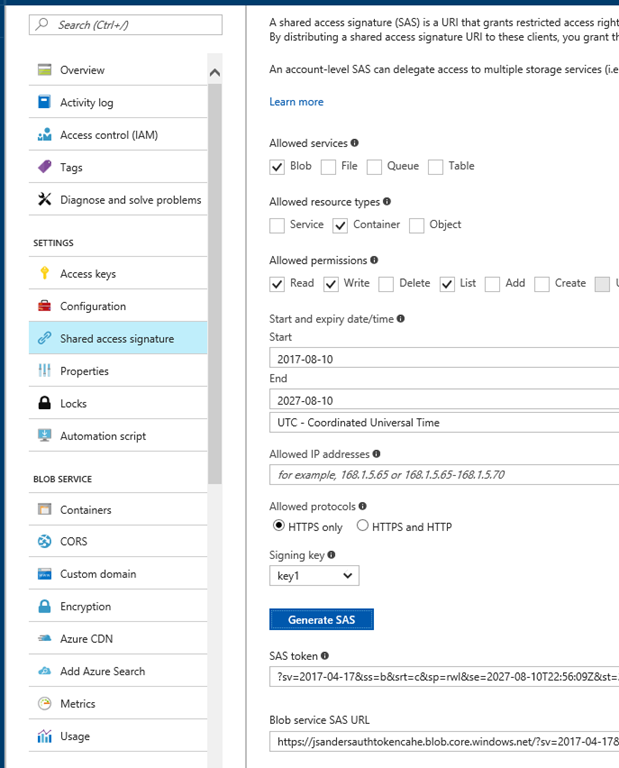 Search (Ctrl+/)
Overview
Activity log
Access control (IAM)
Tags
Diagnose and solve problems
SETTINGS
Access keys
Configuration
Shared access signature
Properties
Locks
Automation script
BLOB SERVICE
Containers
CORS
Custom domain
Encryption
Azure CDN
Add Azure Search
Metrics
Usage
A shared access signature (SAS) is a URI that grants restricted access right
By distributing a shared access signature URI to these clients, you grant th
An account-level SAS can delegate access to multiple storage services (i.e
Learn more
Allowed services
Blob File Queue Table
Allowed resource types
Service Container Object
Allowed permissions
Read Write Delete List Add Create U
Start and expiry date/time
Start
2017-08-10
End
2027-08-10
UTC - Coordinated Universal Time
Allowed IP addresses
for example, 168.1.5.65 or 168.1.5.65-168.1.5.70
Allowed protocols
HTTPS only HTTPS and HTTP
Signing key
key1
Generate SAS
SAS token
?sv=2017-04-17&ss=b&srt=c&sp=rwl&se=2027-08-10T22:56:09Z&st=
Blob service SAS URL
https://jsandersauthtokencahe.blob.core.windows.net/?sv=2017-04-17&